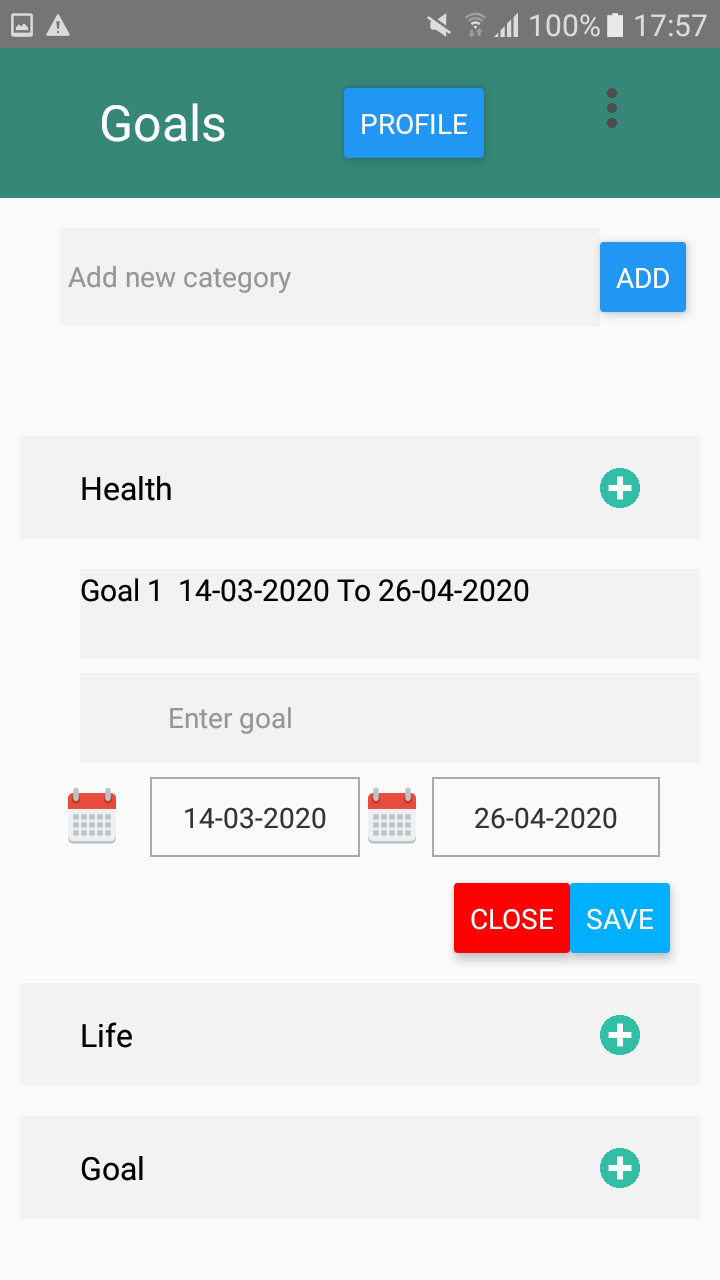 100% 17:57
Goals PROFILE
Add new category ADD
Health
Goal 1 14-03-2020 To 26-04-2020
Enter goal
14-03-2020 26-04-2020
CLOSE SAVE
Life
Goal